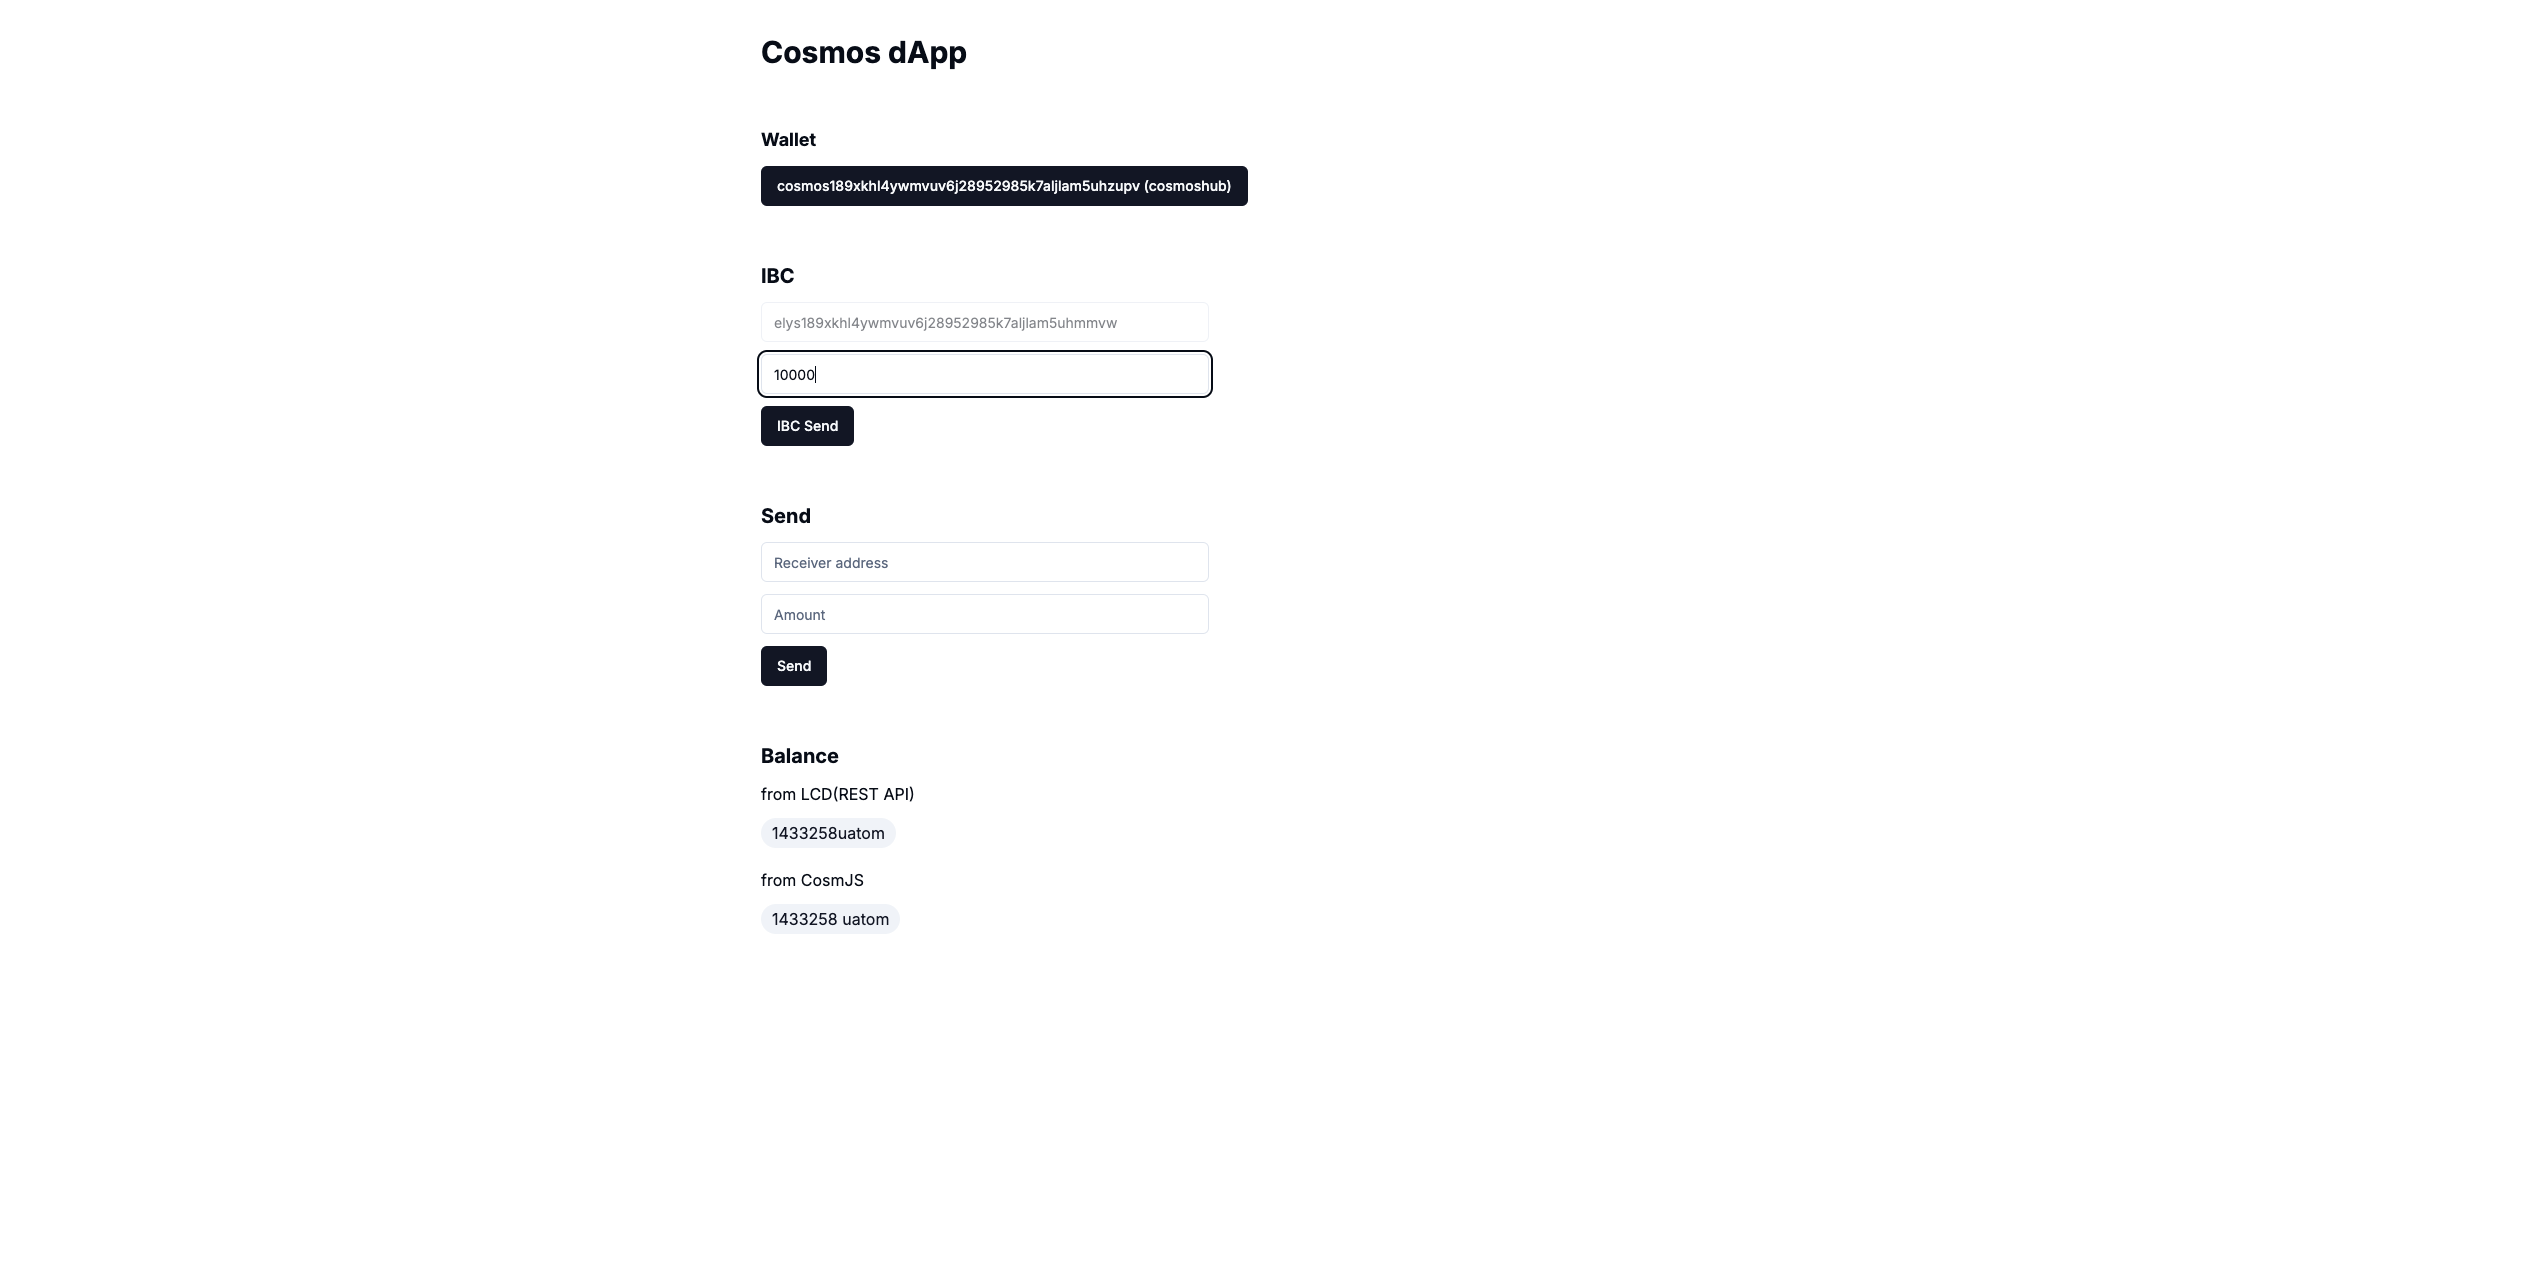 Cosmos dApp
Wallet
cosmos189xkhl4ywmvuv6j28952985k7aljlam5uhzupv (cosmoshub)
IBC
elys189xkhl4ywmvuv6j28952985k7aljlam5uhmmvw
10000
IBC Send
Send
Receiver address
Amount
Send
Balance
from LCD(REST API)
1433258uatom
from CosmJS
1433258 uatom